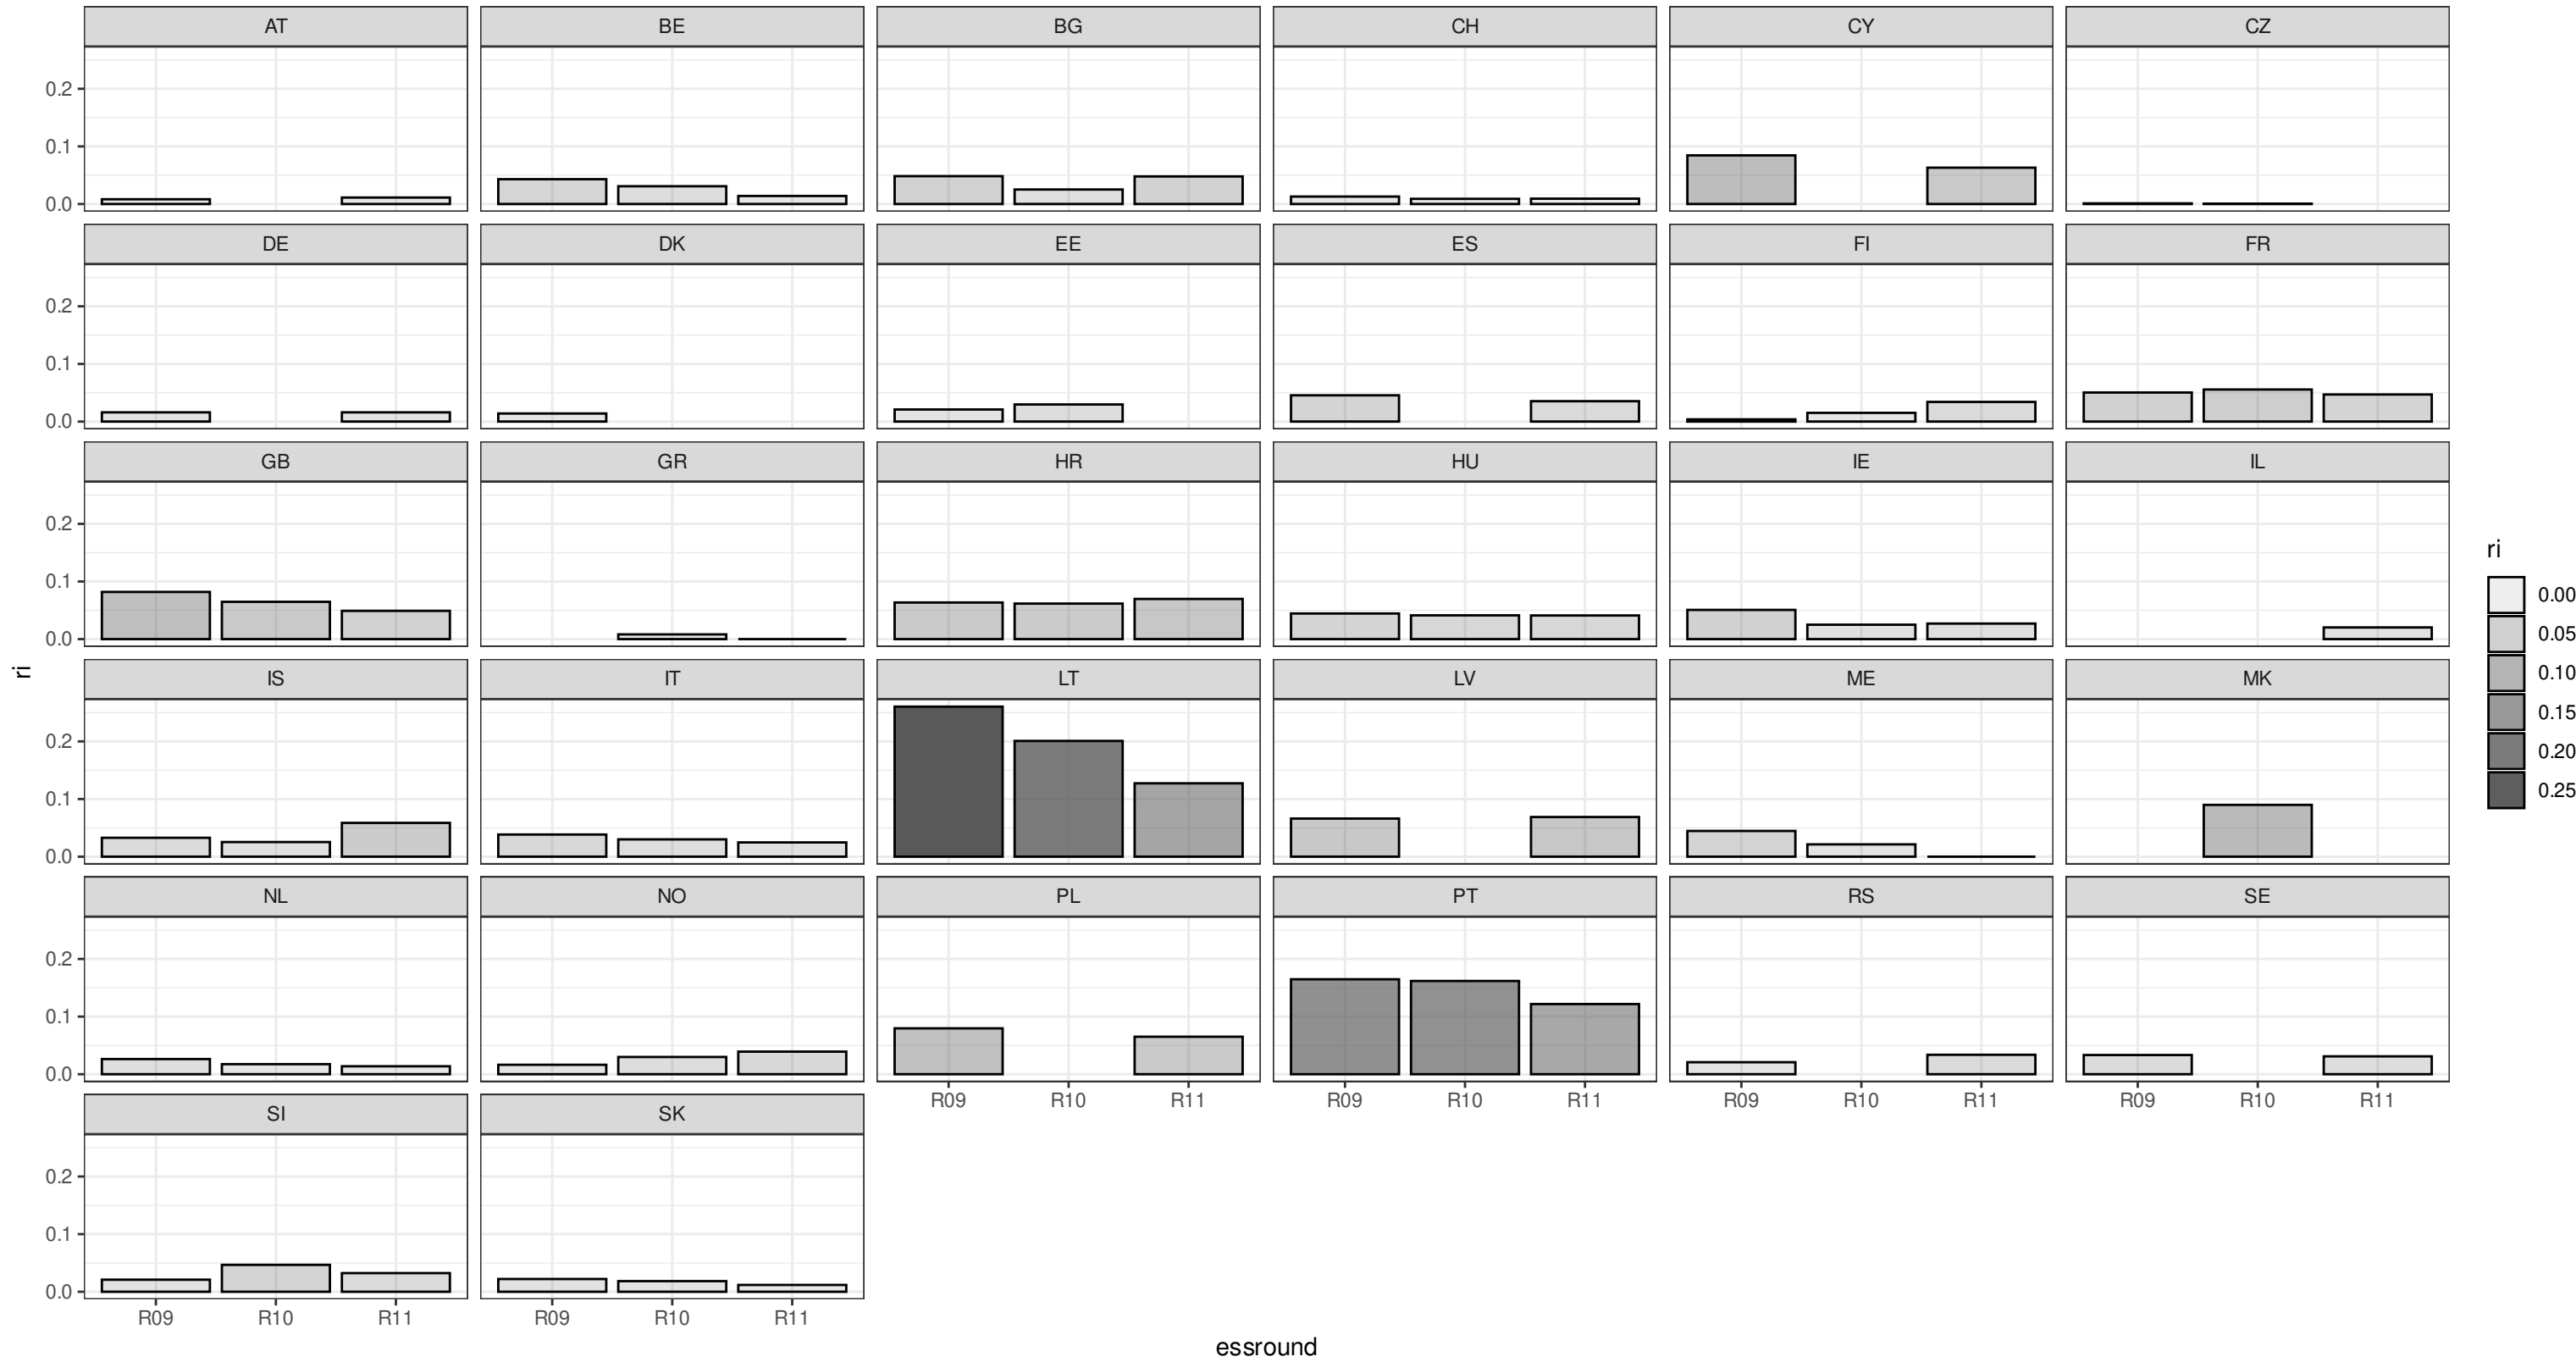 AT BE BG CH CY CZ
0.2
0.1
0.0
DE DK EE ES FI FR
0.2
0.1
0.0
GB GR HR HU IE IL
0.2
0.1
0.0
IS IT LT LV ME MK
0.2
0.1
0.0
NL NO PL PT RS SE
0.2
0.1
0.0
R09 R10 R11 R09 R10 R11 R09 R10 R11 R09 R10 R11
SI SK
0.2
0.1
0.0
R09 R10 R11 R09 R10 R11
essround
ri
ri
0.00
0.05
0.10
0.15
0.20
0.25